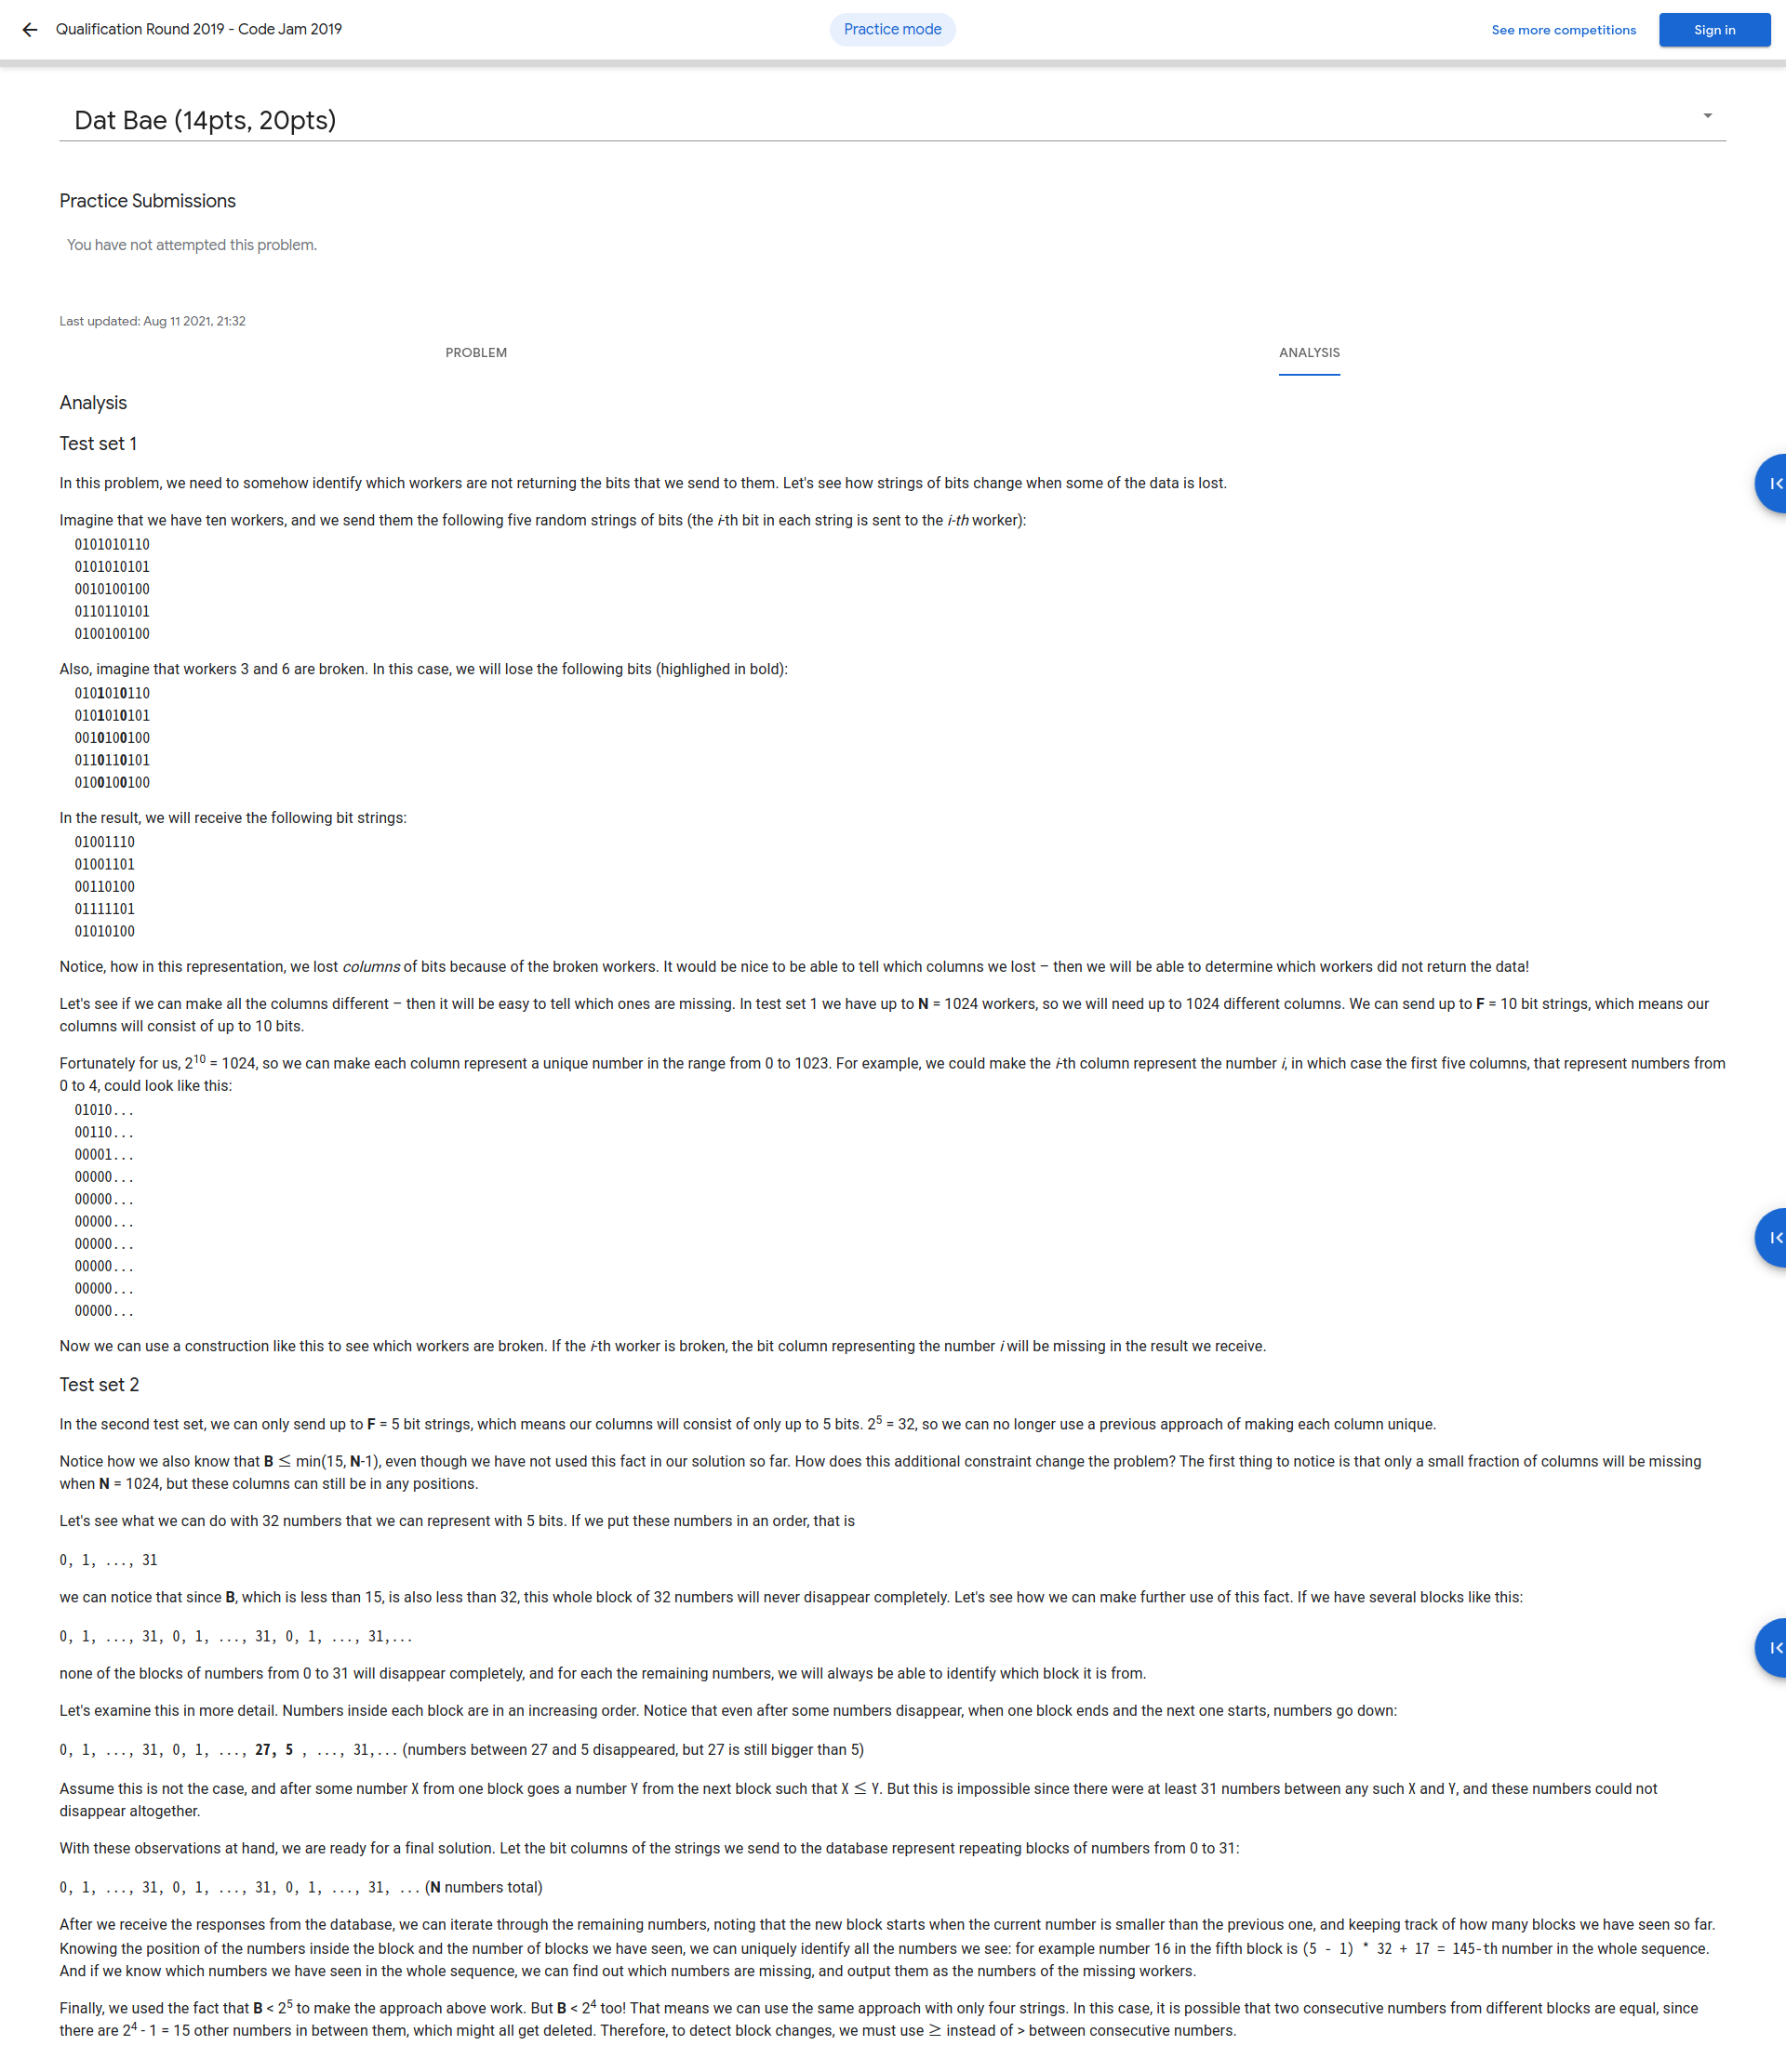 Qualification Round 2019 - Code Jam 2019
Practice mode
See more competitions
Sign in
Dat Bae (14pts, 20pts)
Practice Submissions
You have not attempted this problem.
Last updated: Aug 11 2021, 21:32
PROBLEM
ANALYSIS
Analysis
Test set 1
In this problem, we need to somehow identify which workers are not returning the bits that we send to them. Let's see how strings of bits change when some of the data is lost.
Imagine that we have ten workers, and we send them the following five random strings of bits (the i-th bit in each string is sent to the i-th worker):
0101010110
0101010101
0010100100
0110110101
0100100100
Also, imagine that workers 3 and 6 are broken. In this case, we will lose the following bits (highlighed in bold):
0101010110
0101010101
0010100100
0110110101
0100100100
In the result, we will receive the following bit strings:
01001110
01001101
00110100
01111101
01010100
Notice, how in this representation, we lost columns of bits because of the broken workers. It would be nice to be able to tell which columns we lost – then we will be able to determine which workers did not return the data!
Let's see if we can make all the columns different – then it will be easy to tell which ones are missing. In test set 1 we have up to N = 1024 workers, so we will need up to 1024 different columns. We can send up to F = 10 bit strings, which means our
columns will consist of up to 10 bits.
Fortunately for us, 2^10 = 1024, so we can make each column represent a unique number in the range from 0 to 1023. For example, we could make the i-th column represent the number i, in which case the first five columns, that represent numbers from
0 to 4, could look like this:
01010...
00110...
00001...
00000...
00000...
00000...
00000...
00000...
00000...
00000...
Now we can use a construction like this to see which workers are broken. If the i-th worker is broken, the bit column representing the number i will be missing in the result we receive.
Test set 2
In the second test set, we can only send up to F = 5 bit strings, which means our columns will consist of only up to 5 bits. 2^5 = 32, so we can no longer use a previous approach of making each column unique.
Notice how we also know that B ≤ min(15, N-1), even though we have not used this fact in our solution so far. How does this additional constraint change the problem? The first thing to notice is that only a small fraction of columns will be missing
when N = 1024, but these columns can still be in any positions.
Let's see what we can do with 32 numbers that we can represent with 5 bits. If we put these numbers in an order, that is
0, 1, ..., 31
we can notice that since B, which is less than 15, is also less than 32, this whole block of 32 numbers will never disappear completely. Let's see how we can make further use of this fact. If we have several blocks like this:
0, 1, ..., 31, 0, 1, ..., 31, 0, 1, ..., 31,...
none of the blocks of numbers from 0 to 31 will disappear completely, and for each the remaining numbers, we will always be able to identify which block it is from.
Let's examine this in more detail. Numbers inside each block are in an increasing order. Notice that even after some numbers disappear, when one block ends and the next one starts, numbers go down:
0, 1, ..., 31, 0, 1, ..., 27, 5 , ..., 31,... (numbers between 27 and 5 disappeared, but 27 is still bigger than 5)
Assume this is not the case, and after some number X from one block goes a number Y from the next block such that X ≤ Y. But this is impossible since there were at least 31 numbers between any such X and Y, and these numbers could not
disappear altogether.
With these observations at hand, we are ready for a final solution. Let the bit columns of the strings we send to the database represent repeating blocks of numbers from 0 to 31:
0, 1, ..., 31, 0, 1, ..., 31, 0, 1, ..., 31, ... (N numbers total)
After we receive the responses from the database, we can iterate through the remaining numbers, noting that the new block starts when the current number is smaller than the previous one, and keeping track of how many blocks we have seen so far.
Knowing the position of the numbers inside the block and the number of blocks we have seen, we can uniquely identify all the numbers we see: for example number 16 in the fifth block is (5 - 1) * 32 + 17 = 145-th number in the whole sequence.
And if we know which numbers we have seen in the whole sequence, we can find out which numbers are missing, and output them as the numbers of the missing workers.
Finally, we used the fact that B < 2^5 to make the approach above work. But B < 2^4 too! That means we can use the same approach with only four strings. In this case, it is possible that two consecutive numbers from different blocks are equal, since
there are 2^4 - 1 = 15 other numbers in between them, which might all get deleted. Therefore, to detect block changes, we must use ≥ instead of > between consecutive numbers.